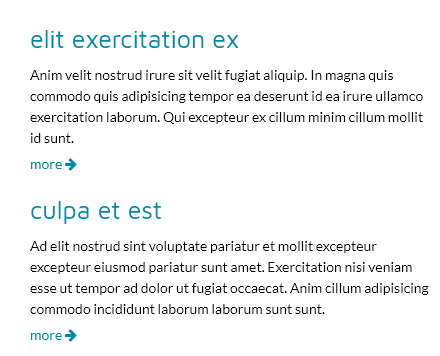 elit exercitation ex
Anim velit nostrud irure sit velit fugiat aliquip. In magna quis
commodo quis adipisicing tempor ea deserunt id ea irure ullamco
exercitation laborum. Qui excepteur ex cillum minim cillum mollit
id sunt.
more
culpa et est
Ad elit nostrud sint voluptate pariatur et mollit excepteur
excepteur eiusmod pariatur sunt amet. Exercitation nisi veniam
esse ut tempor ad dolor ut fugiat occaecat. Anim cillum adipisicing
commodo incididunt laborum laborum sunt sunt.
more